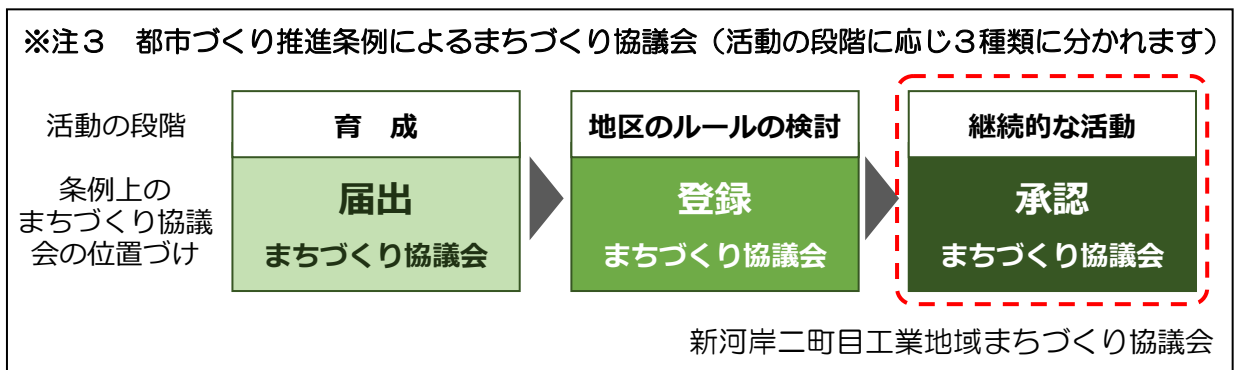 ※注３　都市づくり推進条例によるまちづくり協議会（活動の段階に応じ３種類に分かれます）
活動の段階
育　成
地区のルールの検討
継続的な活動
条例上の
まちづくり協議
会の位置づけ
届出
まちづくり協議会
登録
まちづくり協議会
承認
まちづくり協議会
新河岸二町目工業地域まちづくり協議会